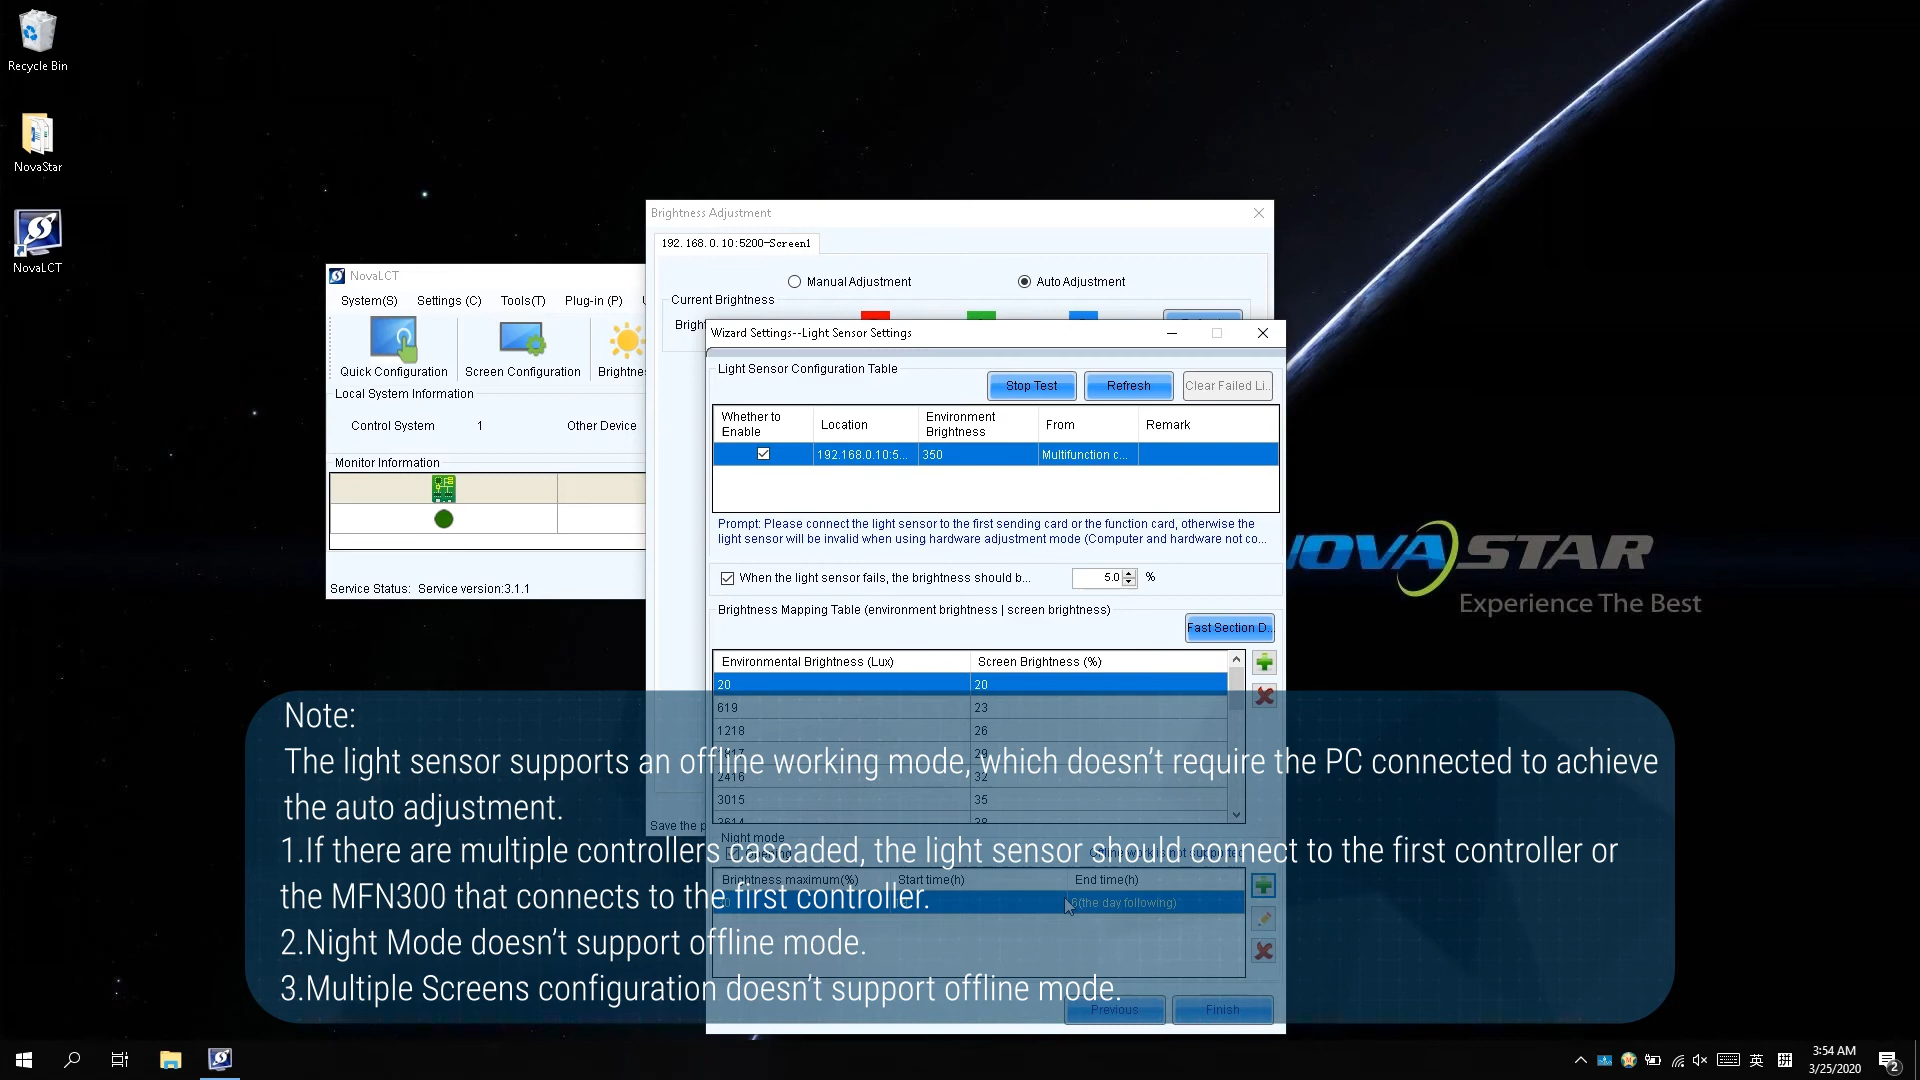 Recycle Bin
NovaStar
NovaLCT
NovaLCT
System(S) Settings (C) Tools(T) Plug-in (P)
Quick Configuration Screen Configuration
Local System Information
Control System 1 Other Device
Monitor Information
Service Status: Service version:3.1.1
Brightness Adjustment
192.168.0.10:5200-Screen1
Manual Adjustment Auto Adjustment
Current Brightness
Wizard Settings--Light Sensor Settings
Light Sensor Configuration Table
Stop Test Refresh Clear Failed Li..
Whether to Enable Location Environment Brightness From Remark
192.168.0.10:5... 350 Multifunction c...
Prompt: Please connect the light sensor to the first sending card or the function card, otherwise the
light sensor will be invalid when using hardware adjustment mode (Computer and hardware not co...
When the light sensor fails, the brightness should b... 5.0 %
Brightness Mapping Table (environment brightness | screen brightness)
Fast Section D...
Environmental Brightness (Lux) Screen Brightness (%)
20 20
619 23
1218 26
29
2416 32
3015 35
Save the p
Night mode
Brightness maximum(%) Start time(h) End time(h)
6(the day following)
Previous Finish
NOVASTAR
Experience The Best
Note:
The light sensor supports an offline working mode, which doesn't require the PC connected to achieve
the auto adjustment.
1.If there are multiple controllers cascaded, the light sensor should connect to the first controller or
the MFN300 that connects to the first controller.
2.Night Mode doesn't support offline mode.
3.Multiple Screens configuration doesn't support offline mode.
英 拼
3:54 AM
3/25/2020
2